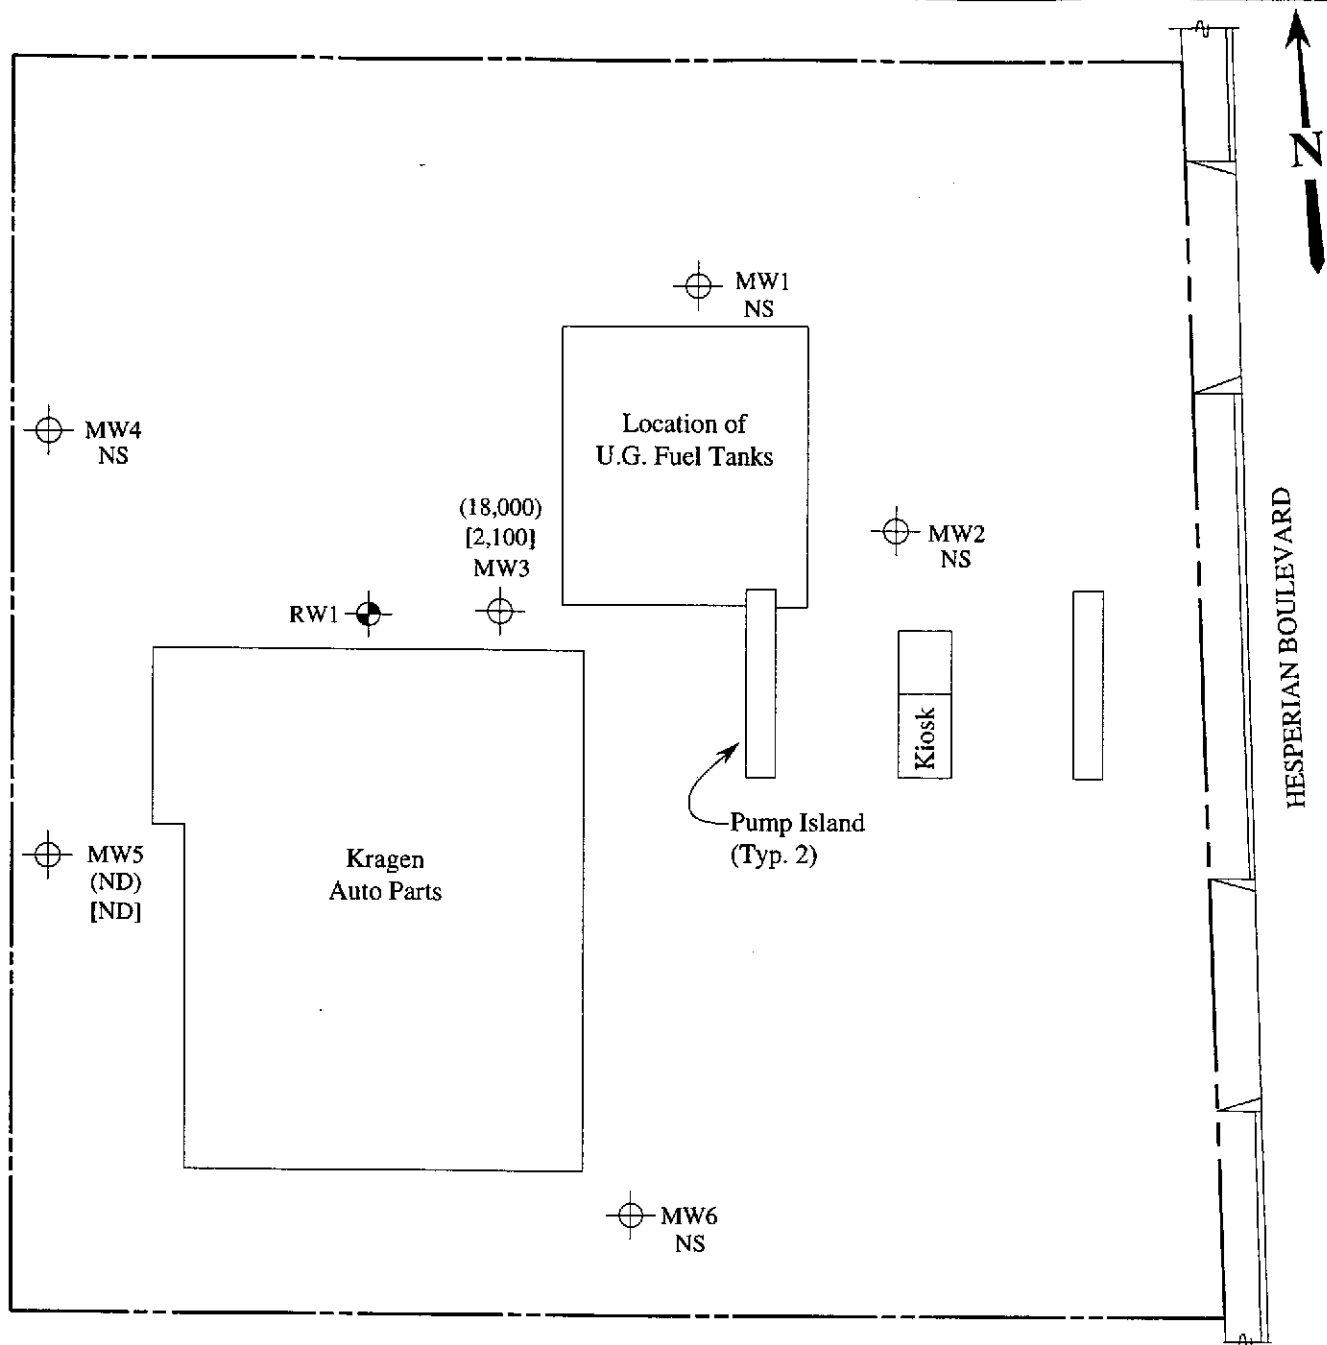 N
MW1
NS
MW4
NS
Location of
U.G. Fuel Tanks
(18,000)
[2,100]
MW3
MW2
NS
RW1
HESPERIAN BOULEVARD
Kiosk
Pump Island
(Typ. 2)
MW5
(ND)
[ND]
Kragen
Auto Parts
MW6
NS